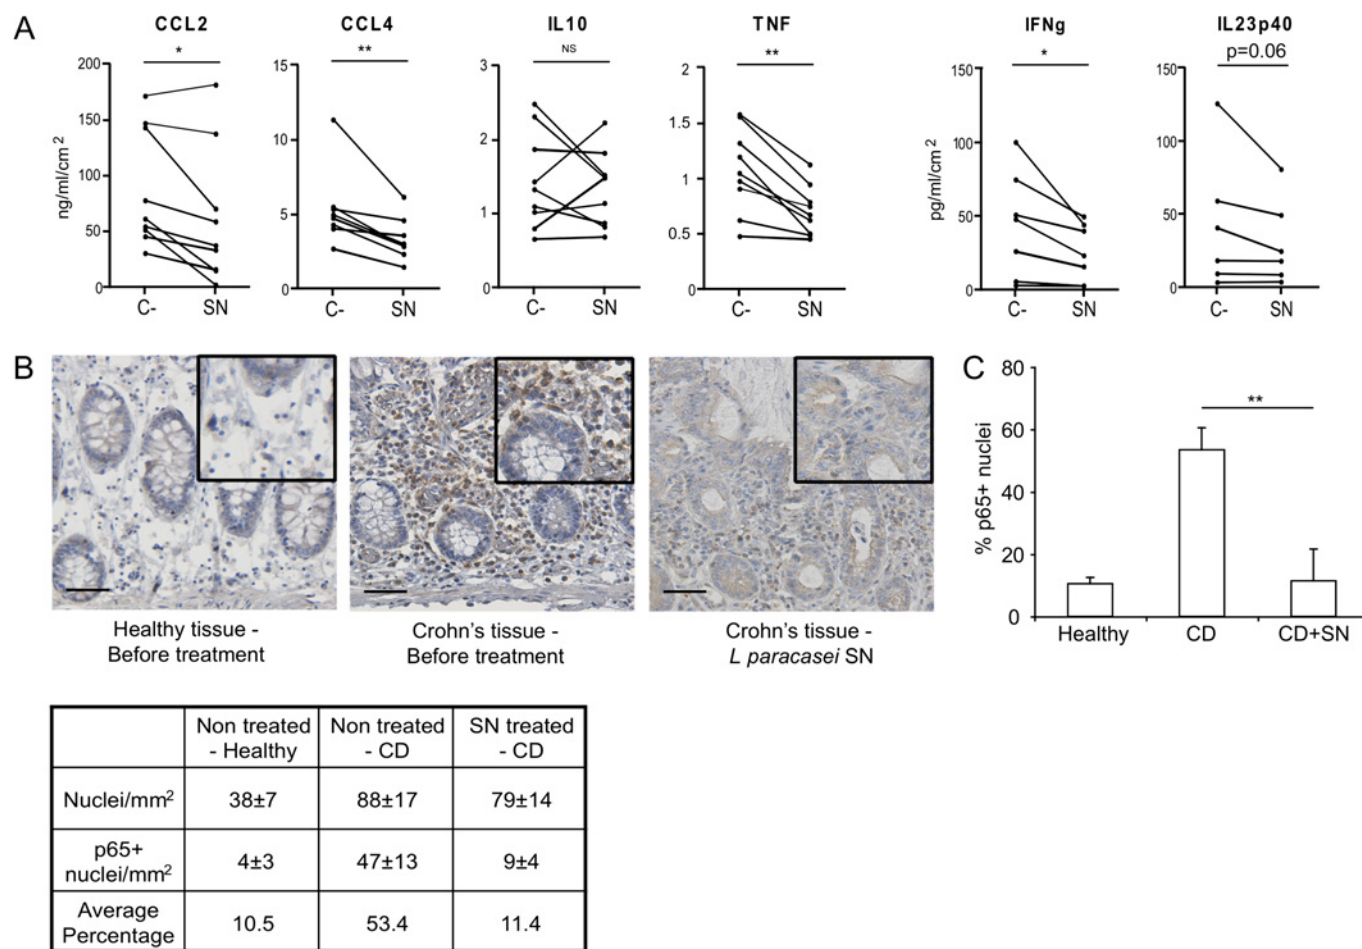 A
CCL2
CCL4
IL10
TNF
IFNg
IL23p40
*
**
NS
**
*
p=0.06
ng/ml/cm²
200
150
100
50
0
C- SN
15
10
5
0
C- SN
3
2
1
0
C- SN
2
1.5
1
0.5
0
C- SN
pg/ml/cm²
150
100
50
0
C- SN
150
100
50
0
C- SN
B
Healthy tissue -
Before treatment
Crohn's tissue -
Before treatment
Crohn's tissue -
L paracasei SN
C
% p65+ nuclei
80
60
40
20
0
**
Healthy CD CD+SN
Non treated
- Healthy
Non treated
- CD
SN treated
- CD
Nuclei/mm² 38±7 88±17 79±14
p65+
nuclei/mm²
4±3 47±13 9±4
Average
Percentage
10.5 53.4 11.4